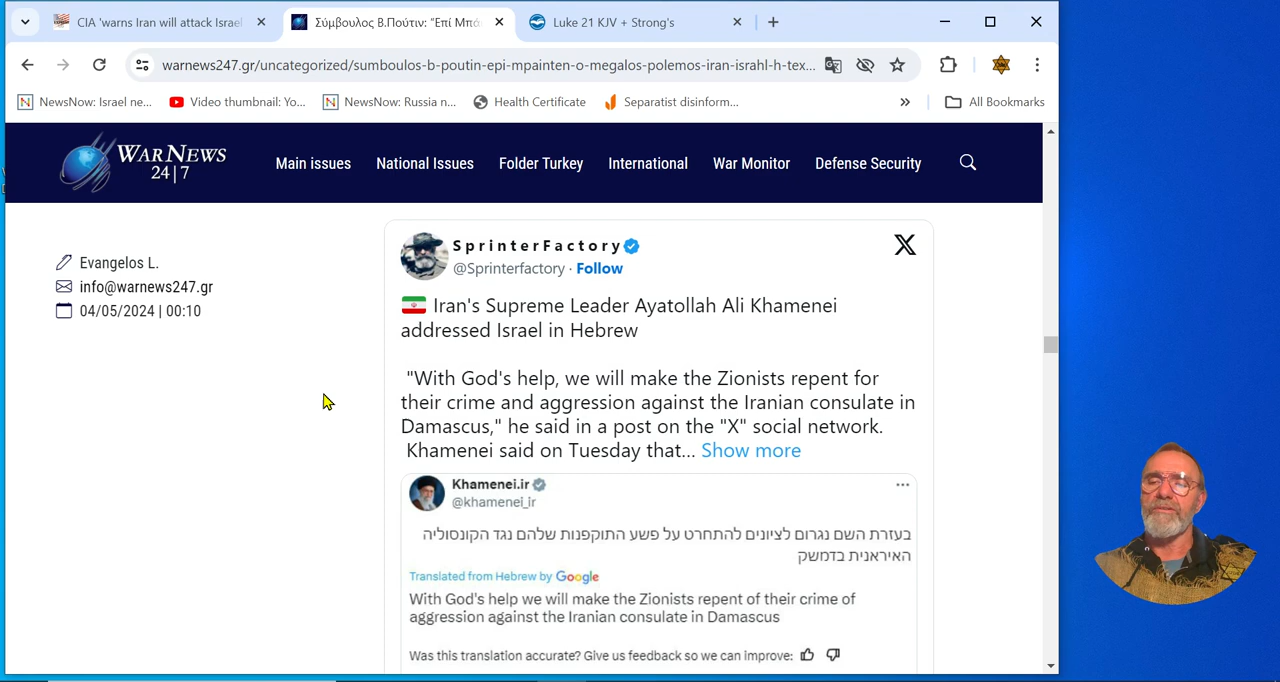 CIA 'warns Iran will attack Israel
Σύμβουλος Β.Πούτιν: "Επί Μπά
Luke 21 KJV + Strong's
warnews247.gr/uncategorized/sumboulos-b-poutin-epi-mpainten-o-megalos-polemos-iran-israhl-h-tex...
NewsNow: Israel ne...
Video thumbnail: Yo...
NewsNow: Russia n...
Health Certificate
Separatist disinform...
All Bookmarks
WARNEWS
24|7
Main issues
National Issues
Folder Turkey
International
War Monitor
Defense Security
Evangelos L.
info@warnews247.gr
04/05/2024 | 00:10
SprinterFactory
@Sprinterfactory · Follow
Iran's Supreme Leader Ayatollah Ali Khamenei
addressed Israel in Hebrew
"With God's help, we will make the Zionists repent for
their crime and aggression against the Iranian consulate in
Damascus," he said in a post on the "X" social network.
Khamenei said on Tuesday that... Show more
Khamenei.ir
@khamenei_ir
בעזרת השם נגרום לציונים להתחרט על פשע התוקפנות שלהם נגד הקונסוליה
האיראנית בדמשק
Translated from Hebrew by Google
With God's help we will make the Zionists repent of their crime of
aggression against the Iranian consulate in Damascus
Was this translation accurate? Give us feedback so we can improve: